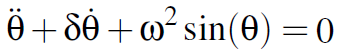 θ̈ + δθ̇ + ω² sin(θ) = 0